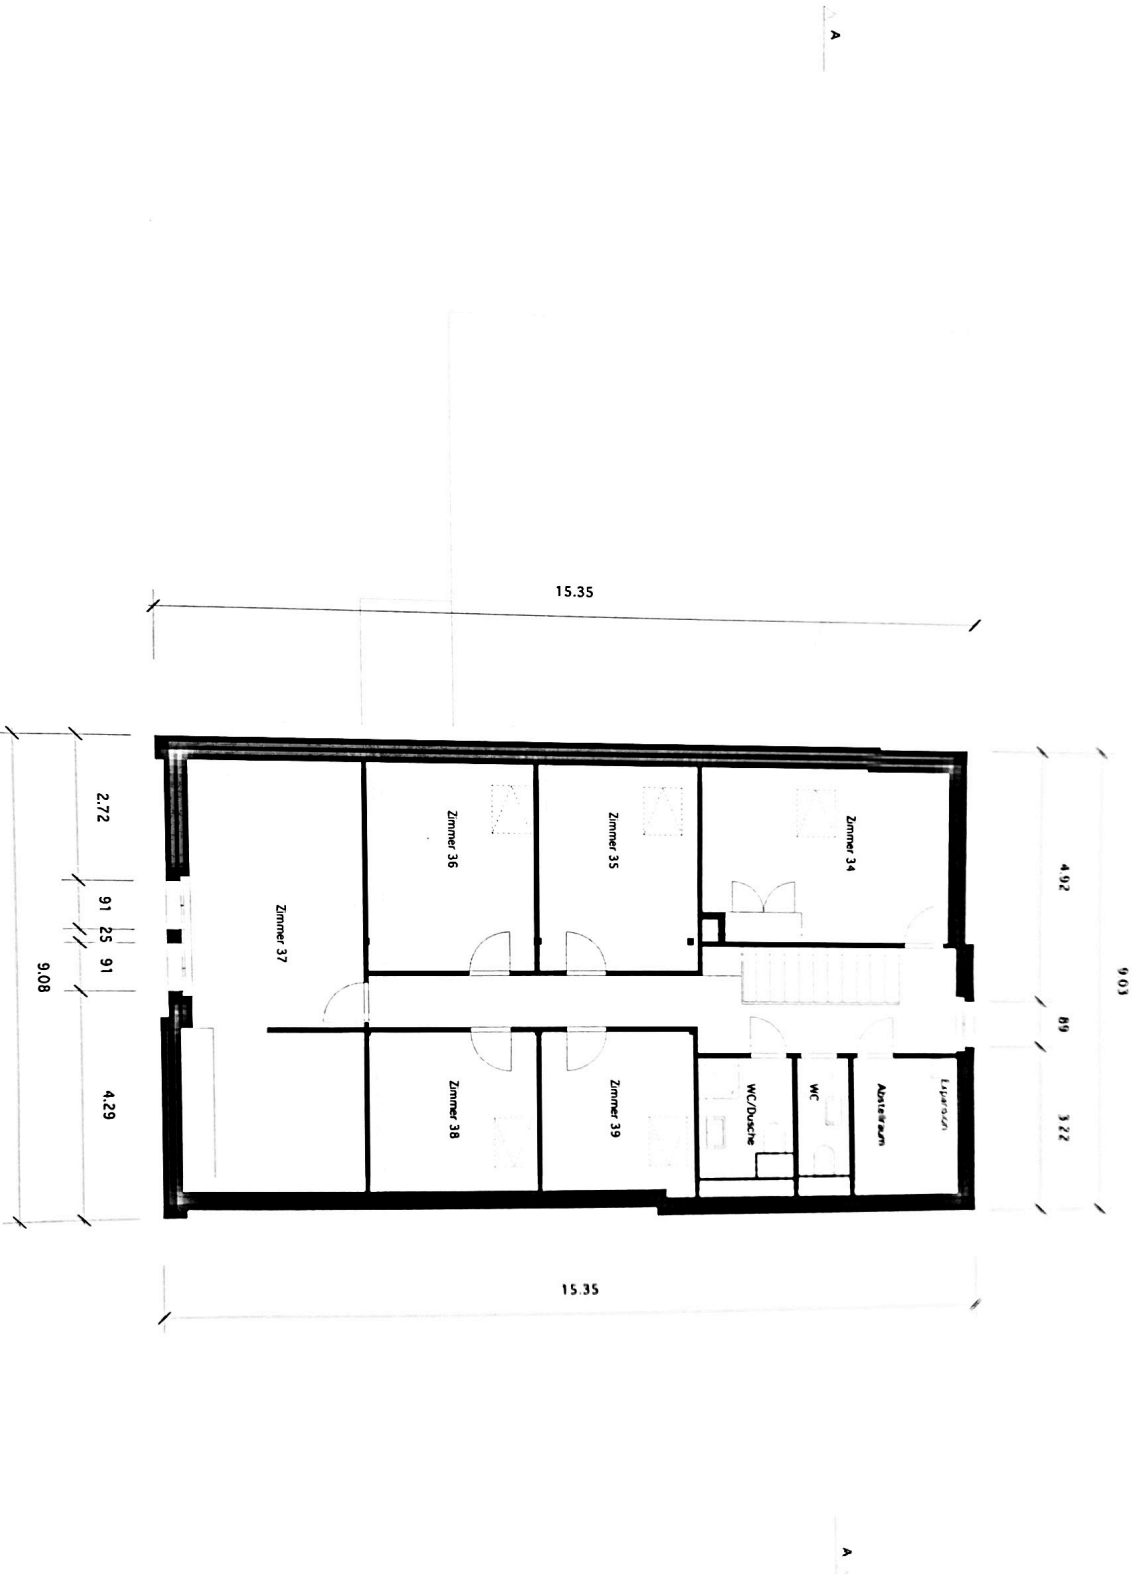 A
15.35
9.03
4.92
89
3.22
2.72
91
25
91
4.29
9.08
Zimmer 34
Zimmer 35
Zimmer 36
Zimmer 37
Zimmer 38
Zimmer 39
WC/Dusche
WC
Abstellraum
Expansion
15.35
A